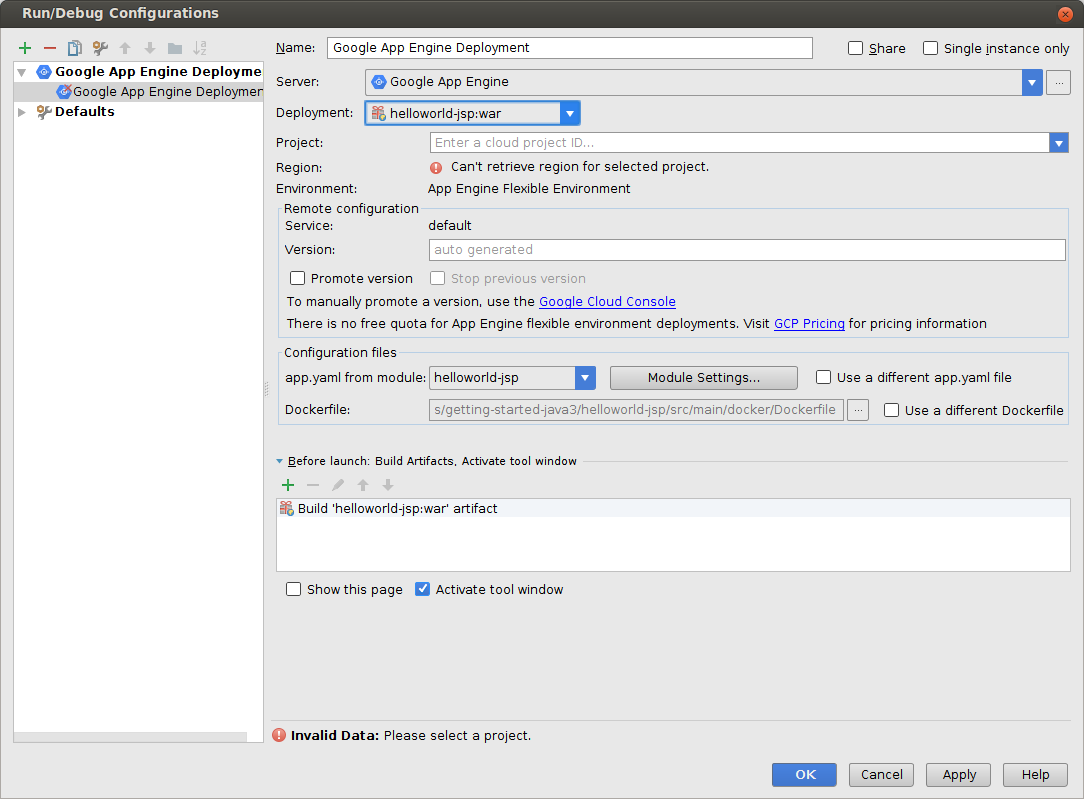 Run/Debug Configurations
Google App Engine Deployme
Google App Engine Deploymen
Defaults
Name: Google App Engine Deployment Share Single instance only
Server: Google App Engine ...
Deployment: helloworld-jsp:war
Project: Enter a cloud project ID...
Region: Can't retrieve region for selected project.
Environment: App Engine Flexible Environment
Remote configuration
Service: default
Version: auto generated
Promote version Stop previous version
To manually promote a version, use the Google Cloud Console
There is no free quota for App Engine flexible environment deployments. Visit GCP Pricing for pricing information
Configuration files
app.yaml from module: helloworld-jsp Module Settings... Use a different app.yaml file
Dockerfile: s/getting-started-java3/helloworld-jsp/src/main/docker/Dockerfile ... Use a different Dockerfile
Before launch: Build Artifacts, Activate tool window
Build 'helloworld-jsp:war' artifact
Show this page Activate tool window
Invalid Data: Please select a project.
OK Cancel Apply Help